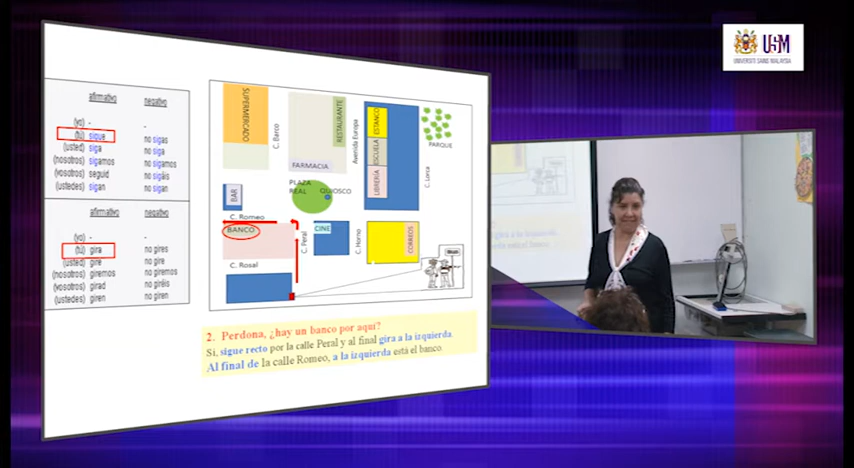 USM
UNIVERSITI SAINS MALAYSIA
afirmativo negativo
(yo) - -
(tú) sigue no sigas
(usted) siga no siga
(nosotros) sigamos no sigamos
(vosotros) seguid no sigáis
(ustedes) sigan no sigan
afirmativo negativo
(yo) - -
(tú) gira no gires
(usted) gire no gire
(nosotros) giremos no giremos
(vosotros) girad no giréis
(ustedes) giren no giren
SUPERMERCADO
C. Barco
RESTAURANTE
FARMACIA
Avenida Europa
ESTANCO
ESCUELA
LIBRERÍA
PARQUE
C. Lorca
BAR
PLAZA
REAL
QUIOSCO
C. Romeo
BANCO
C. Peral
CINE
C. Horno
CORREOS
C. Rosal
2. Perdona, ¿hay un banco por aquí?
Sí, sigue recto por la calle Peral y al final gira a la izquierda.
Al final de la calle Romeo, a la izquierda está el banco